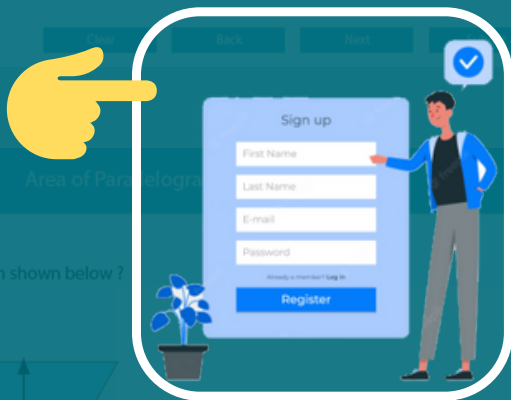 Clear
Back
Next
Sign up
First Name
Area of Parallelogra
Last Name
E-mail
n shown below ?
Password
Already a member? Log in
Register